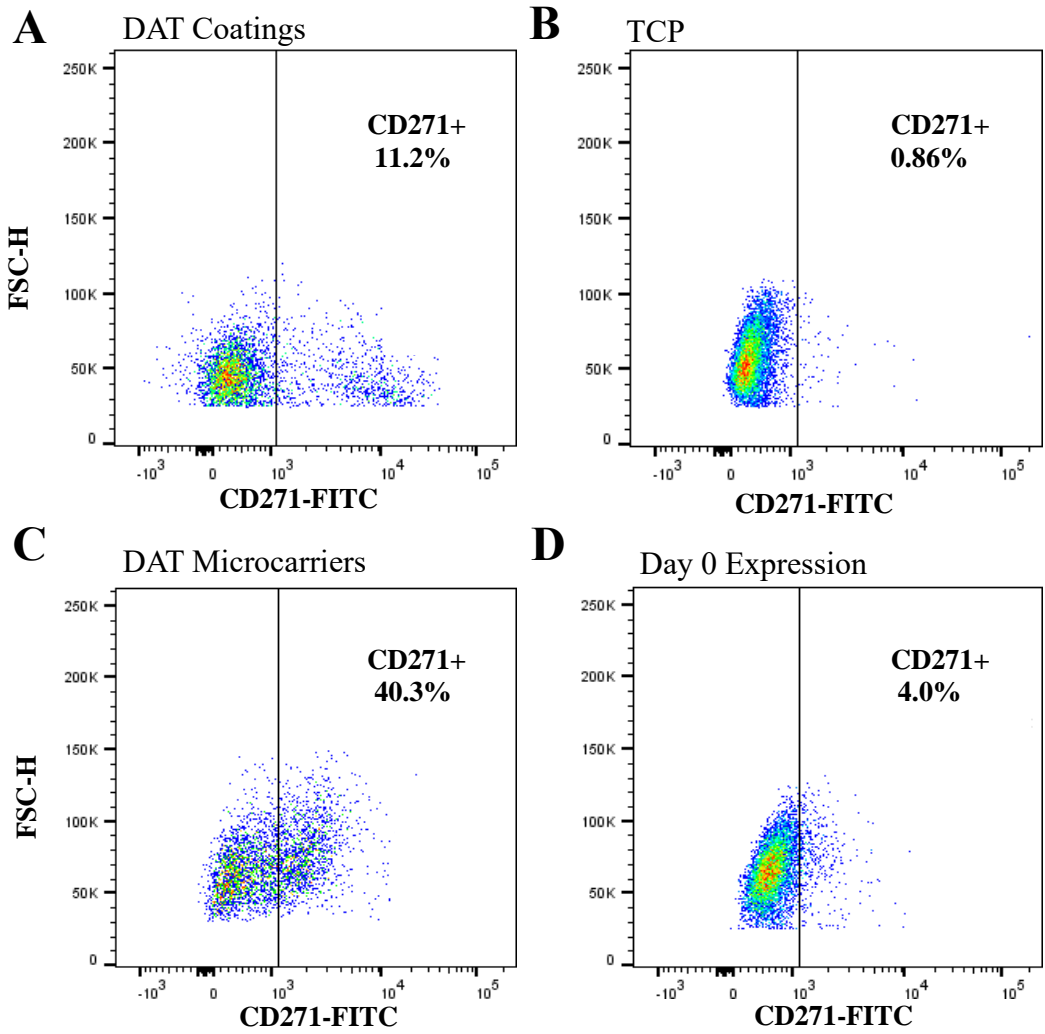 A
DAT Coatings
250K
200K
150K
100K
50K
0
FSC-H
CD271+
11.2%
-10³ 0 10³ 10⁴ 10⁵
CD271-FITC
B
TCP
250K
200K
150K
100K
50K
0
CD271+
0.86%
-10³ 0 10³ 10⁴ 10⁵
CD271-FITC
C
DAT Microcarriers
250K
200K
150K
100K
50K
0
FSC-H
CD271+
40.3%
-10³ 0 10³ 10⁴ 10⁵
CD271-FITC
D
Day 0 Expression
250K
200K
150K
100K
50K
0
CD271+
4.0%
-10³ 0 10³ 10⁴ 10⁵
CD271-FITC